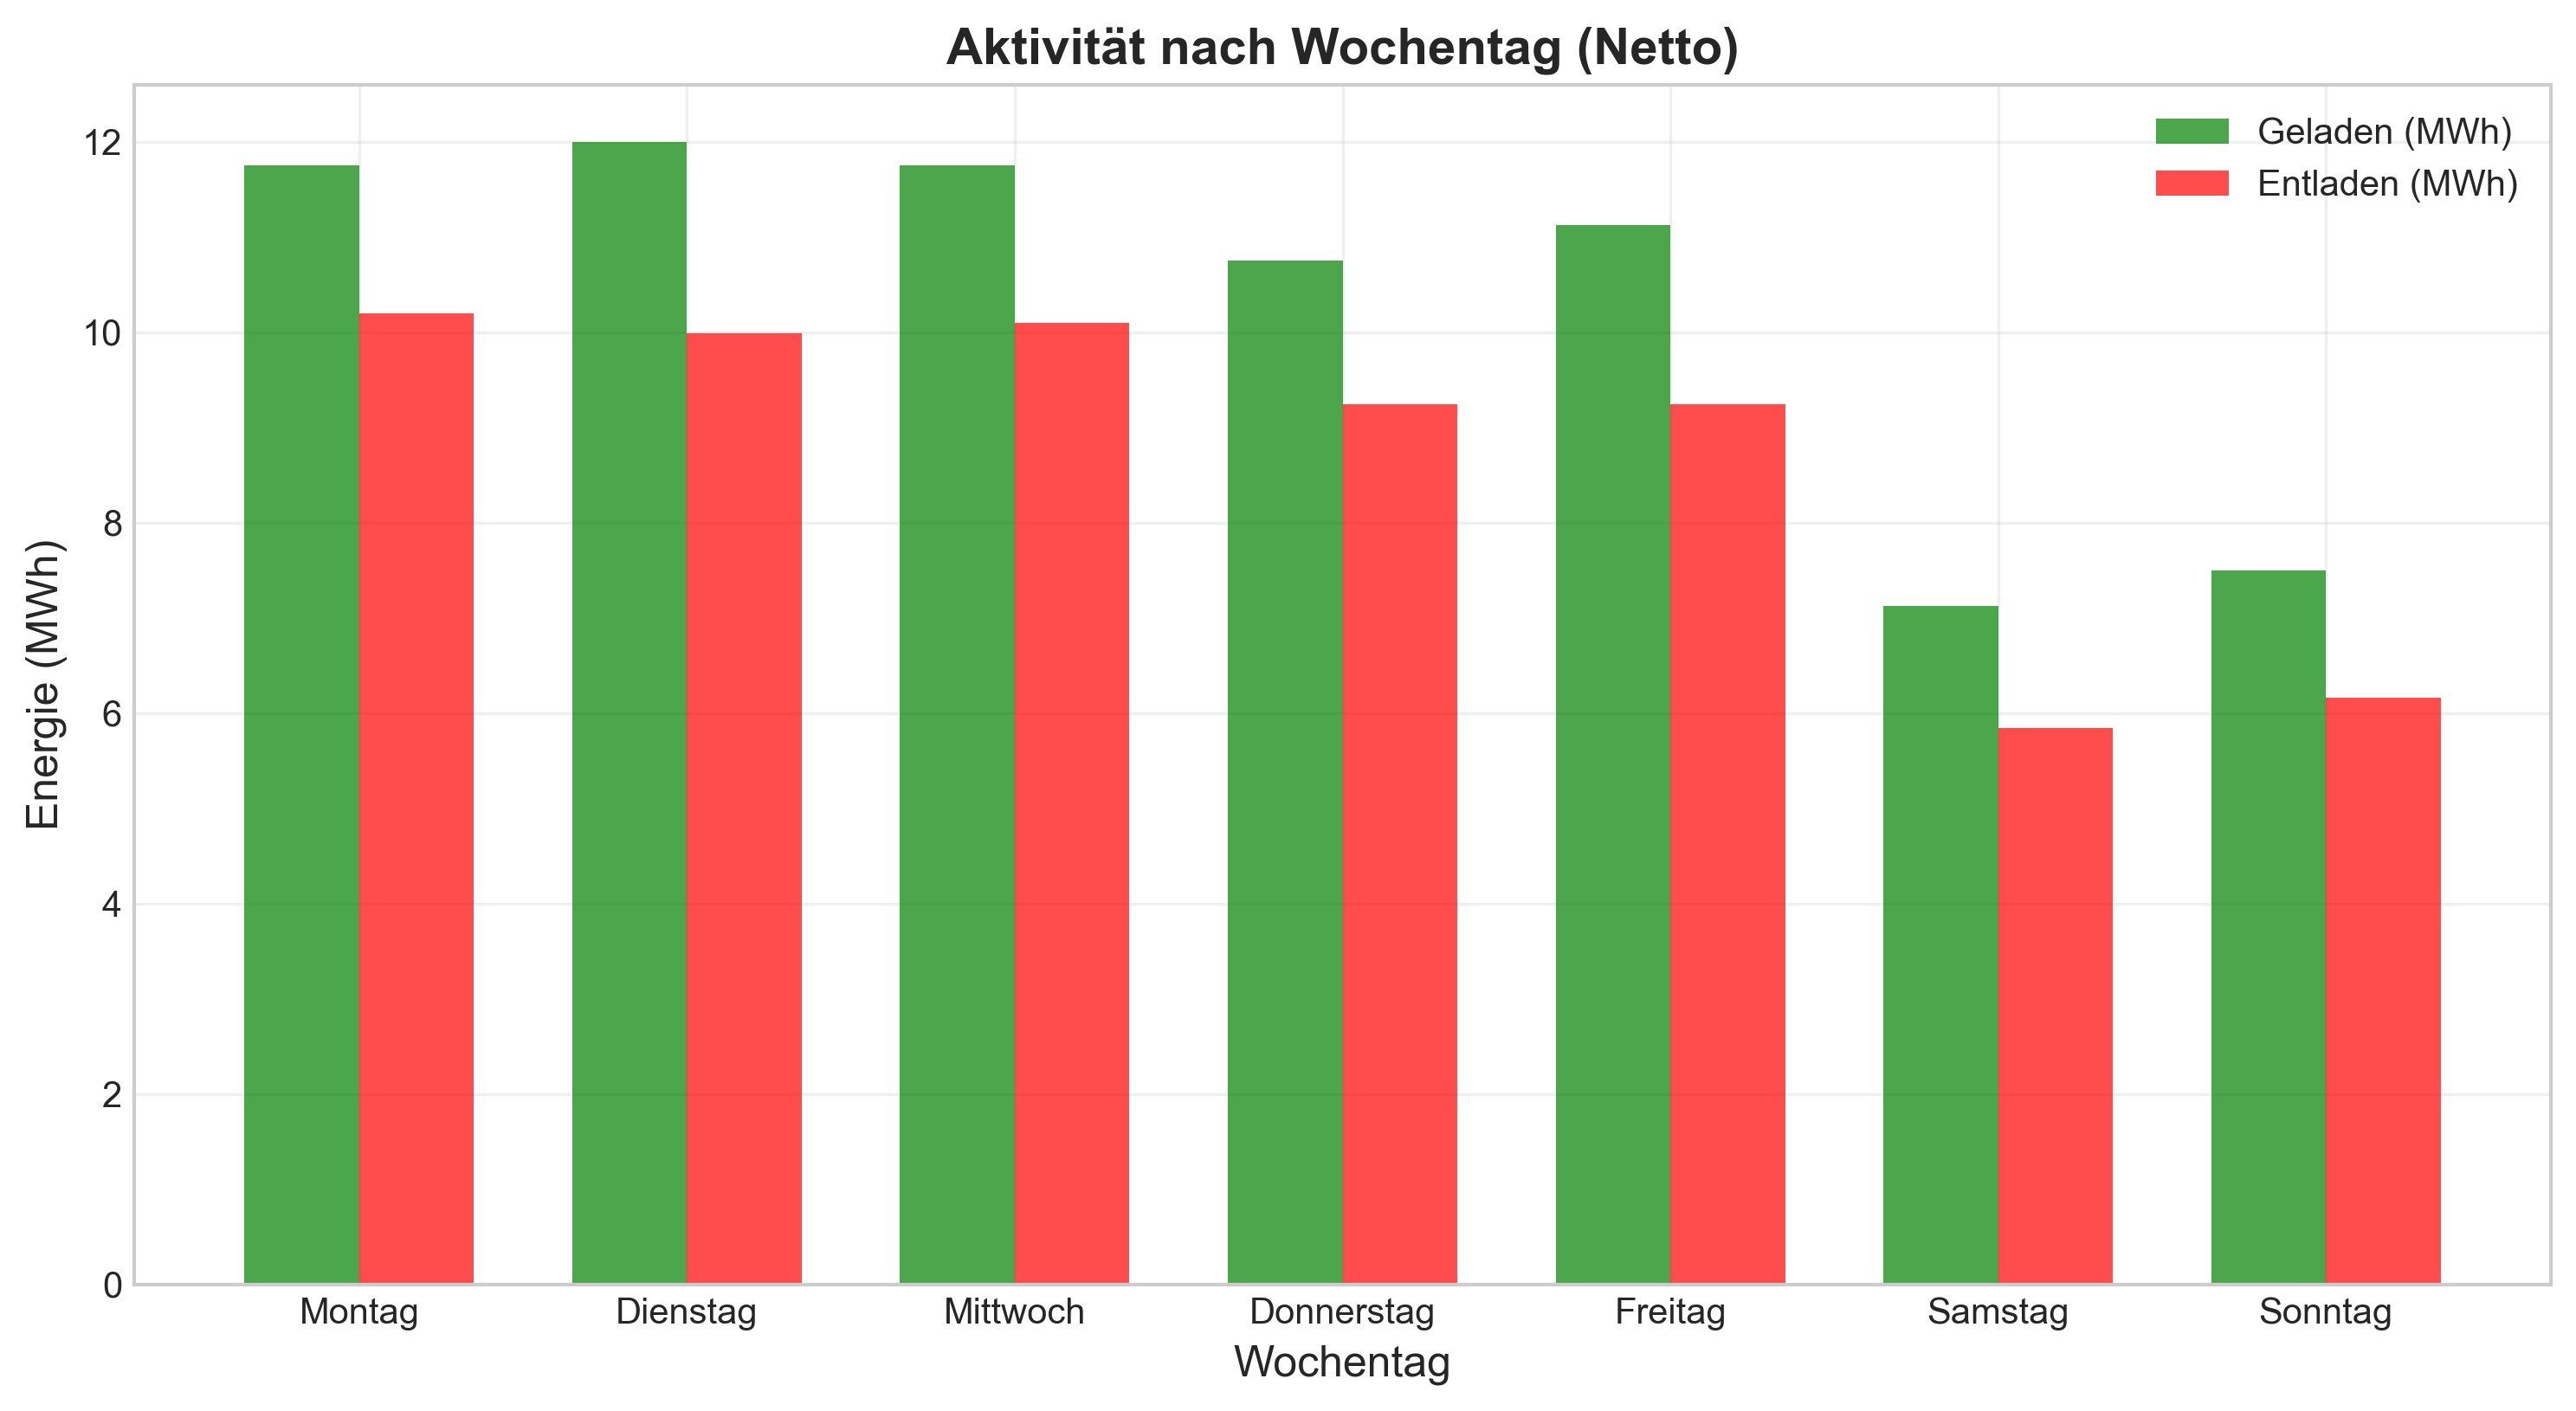 Aktivität nach Wochentag (Netto)
Geladen (MWh)
Entladen (MWh)
Energie (MWh)
12
10
8
6
4
2
0
Montag Dienstag Mittwoch Donnerstag Freitag Samstag Sonntag
Wochentag